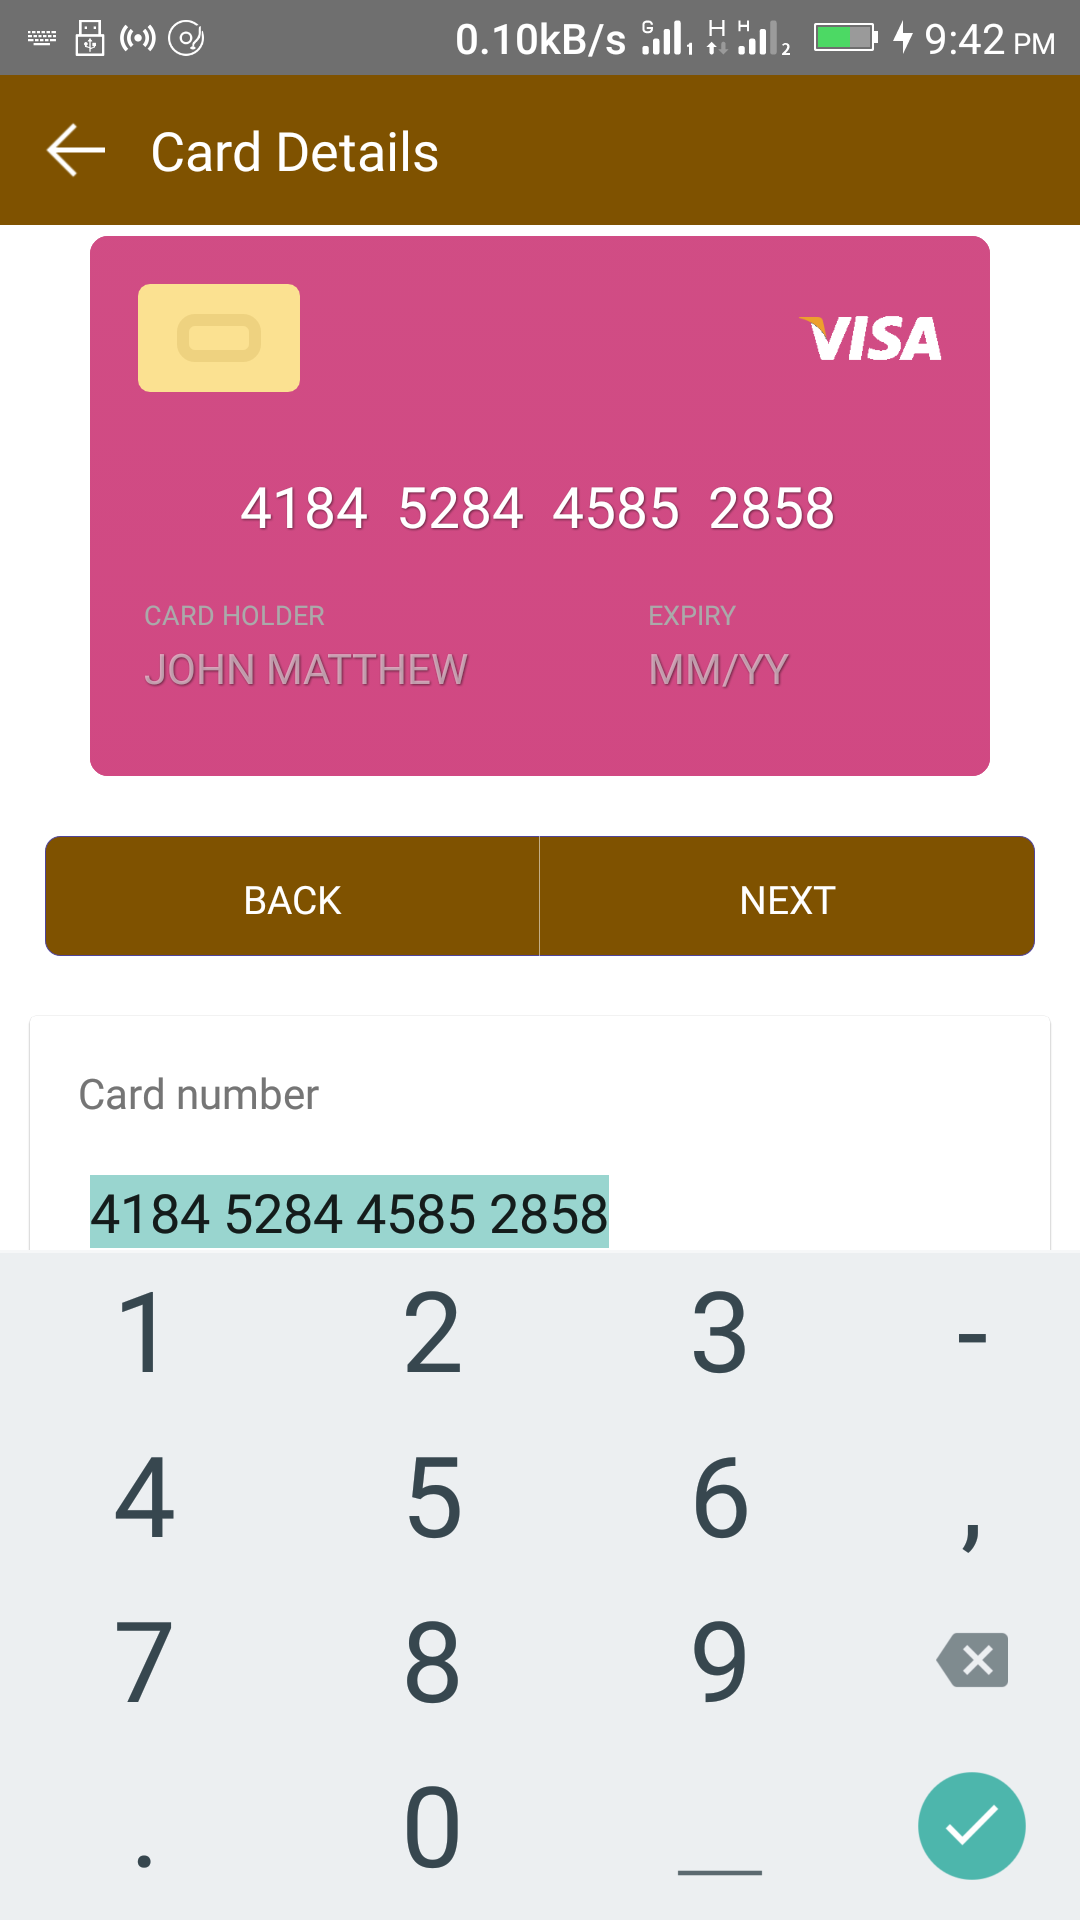 0.10kB/s G 1 H H 2 9:42 PM
Card Details
VISA
4184 5284 4585 2858
CARD HOLDER EXPIRY
JOHN MATTHEW MM/YY
BACK NEXT
Card number
4184 5284 4585 2858
1 2 3 -
4 5 6 ,
7 8 9
. 0 _